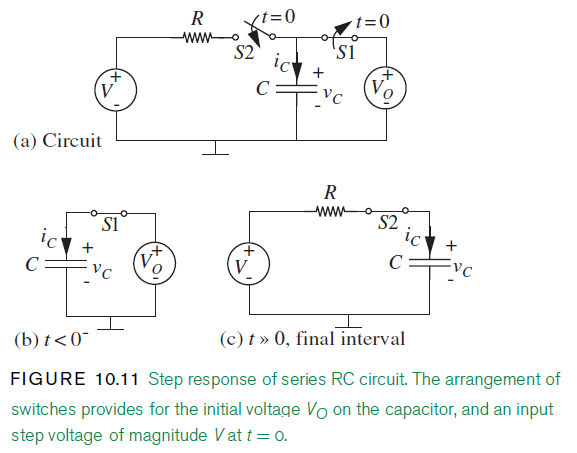 R t=0 t=0
S2 S1
iC + +
V + - C vC - VO -
(a) Circuit
S1 R S2
iC + + iC +
C vC - VO - V + - C vC -
(b) t<0⁻ (c) t » 0, final interval
FIGURE 10.11 Step response of series RC circuit. The arrangement of
switches provides for the initial voltage VO on the capacitor, and an input
step voltage of magnitude V at t = 0.